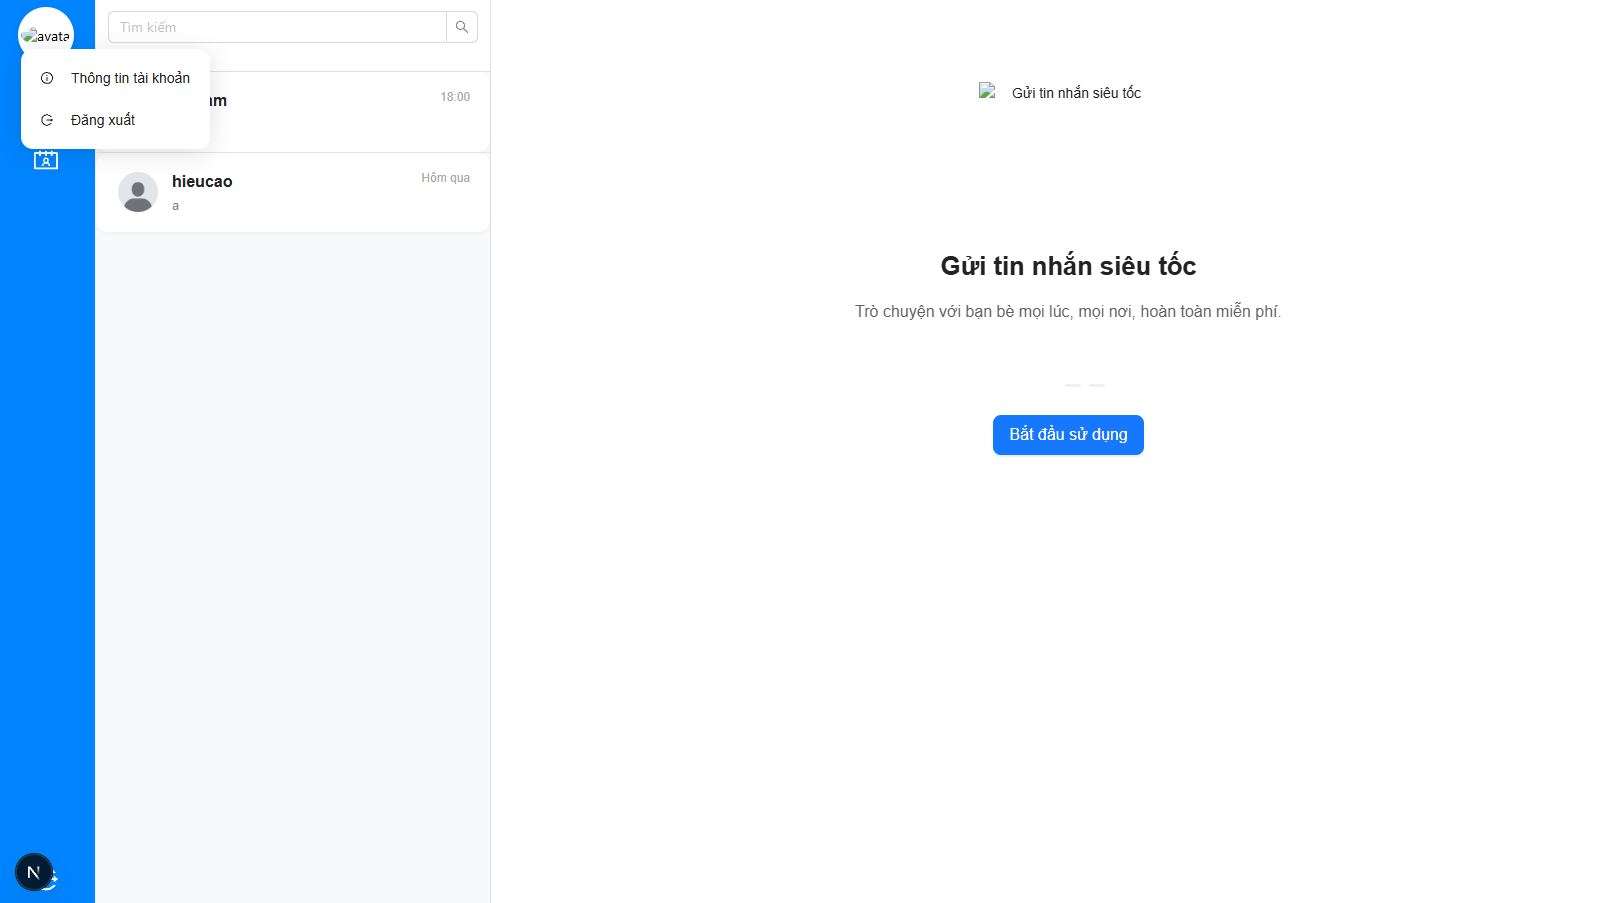 avata
Tìm kiếm
Thông tin tài khoản
Đăng xuất
18:00
hieucao
Hôm qua
a
Gửi tin nhắn siêu tốc
Gửi tin nhắn siêu tốc
Trò chuyện với bạn bè mọi lúc, mọi nơi, hoàn toàn miễn phí.
Bắt đầu sử dụng
N